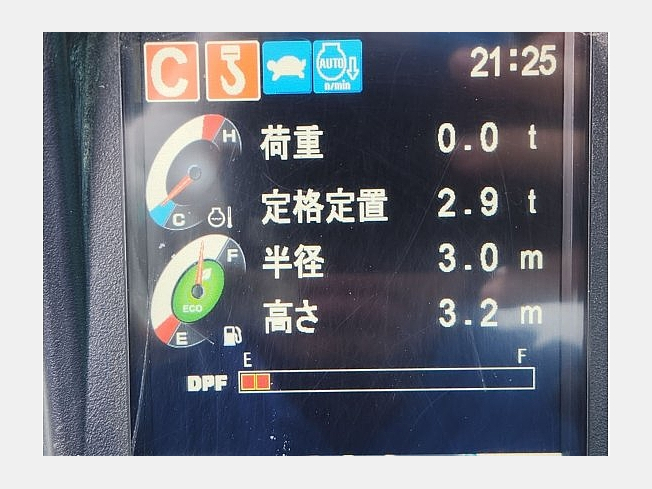 C AUTO n/min 21:25
H
荷重 0.0 t
C
定格定置 2.9 t
F
半径 3.0 m
ECO
高さ 3.2 m
E
E F
DPF